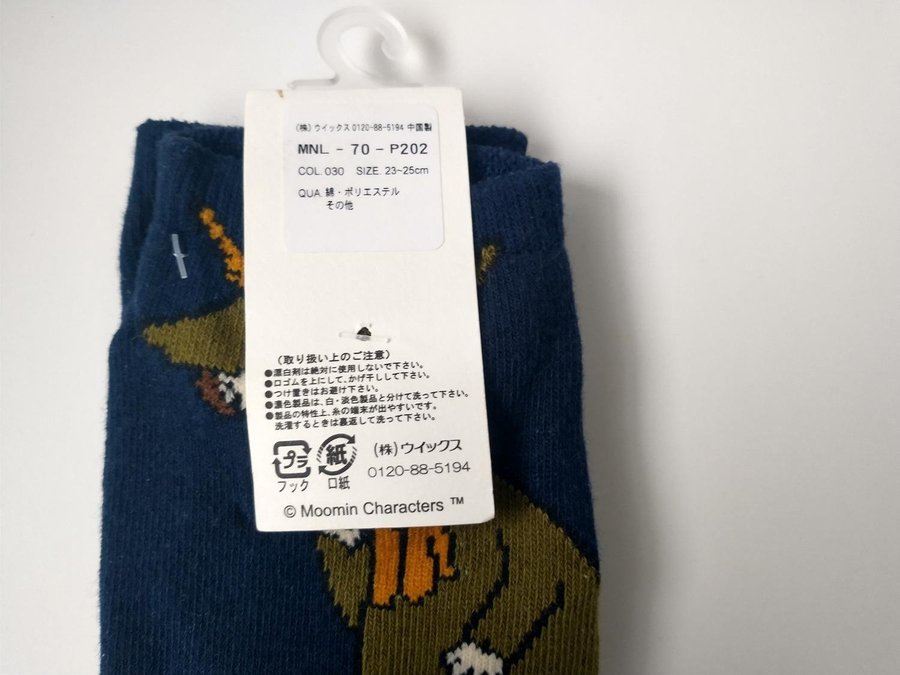 (株)ウイックス 0120-88-5194 中国製
MNL - 70 - P202
COL. 030 SIZE. 23~25cm
QUA. 綿・ポリエステル
その他
(取り扱い上のご注意)
●漂白剤は絶対に使用しないで下さい。
●口ゴムを上にして、かげ干しして下さい。
●つけ置きはお避け下さい。
●濃色製品は、白・淡色製品と分けて洗って下さい。
●製品の特性上、糸の端末が出やすいです。
洗濯するときは裏返して洗って下さい。
プラ 紙 (株)ウイックス
フック 口紙 0120-88-5194
© Moomin Characters ™